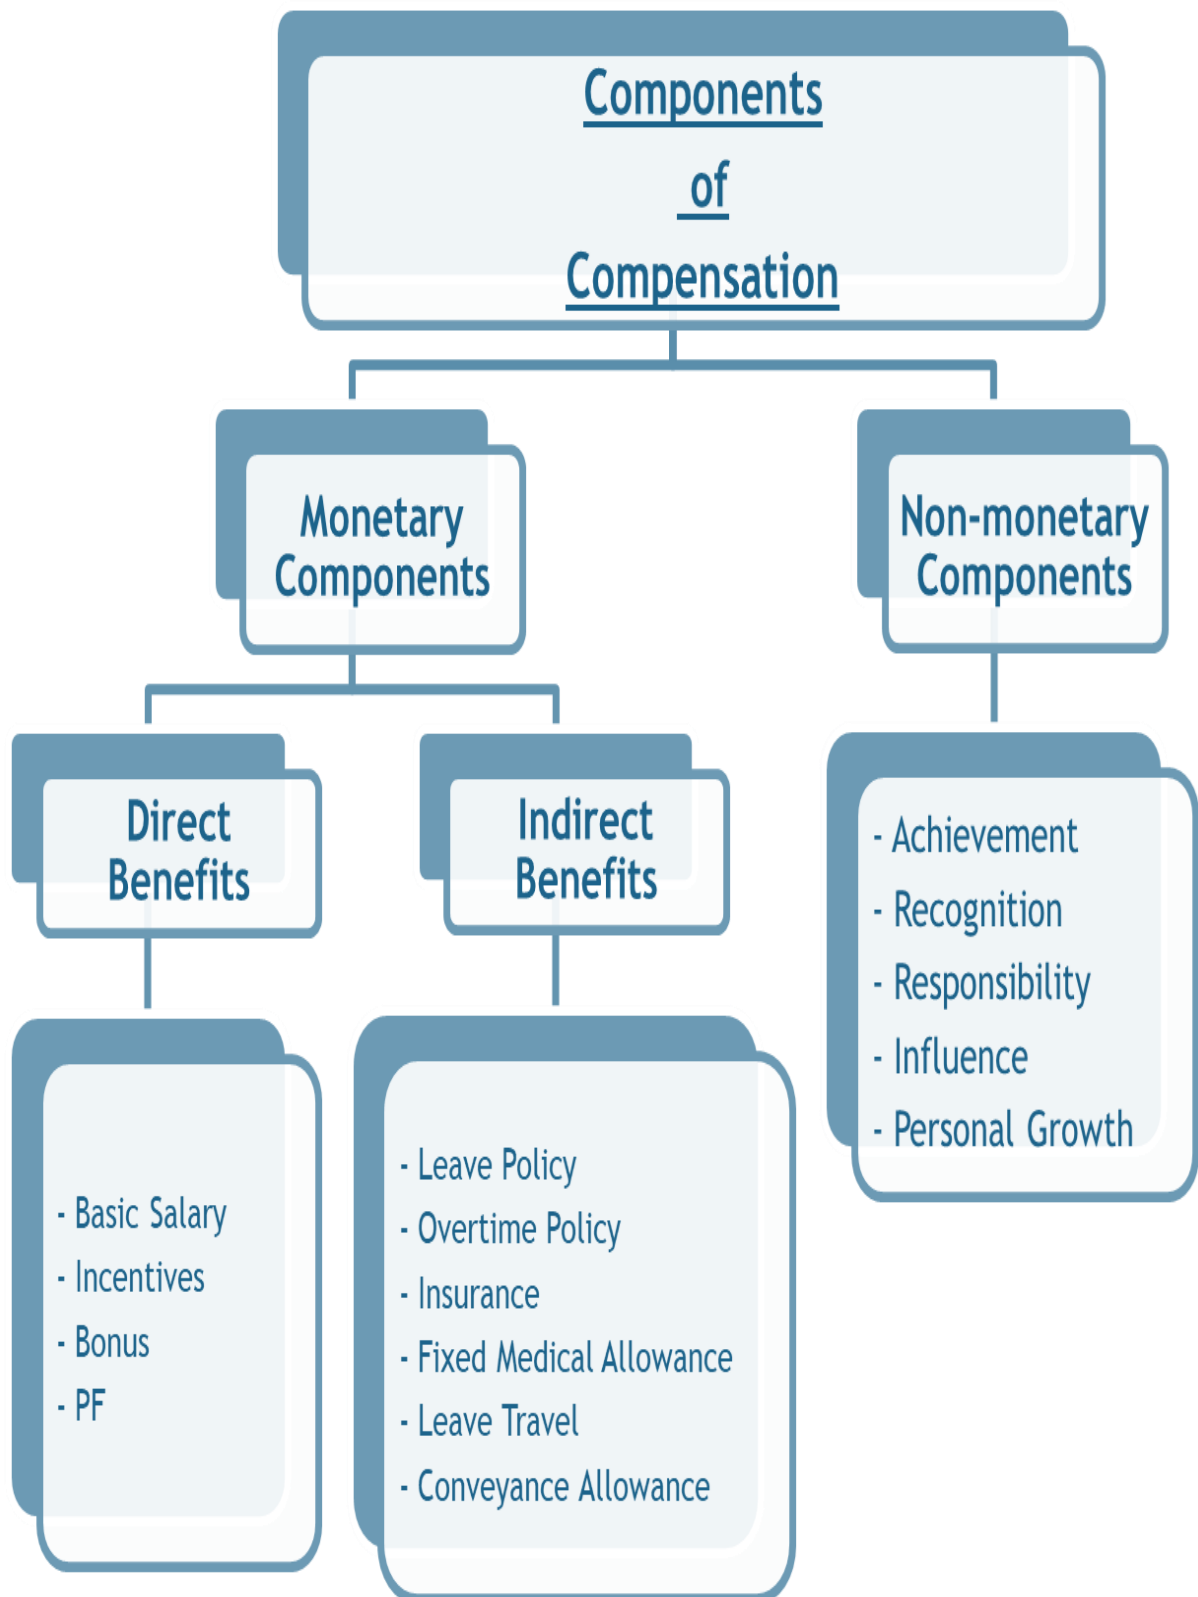 Components
of
Compensation
Monetary
Components
Non-monetary
Components
Direct
Benefits
Indirect
Benefits
- Achievement
- Recognition
- Responsibility
- Influence
- Personal Growth
- Basic Salary
- Incentives
- Bonus
- PF
- Leave Policy
- Overtime Policy
- Insurance
- Fixed Medical Allowance
- Leave Travel
- Conveyance Allowance